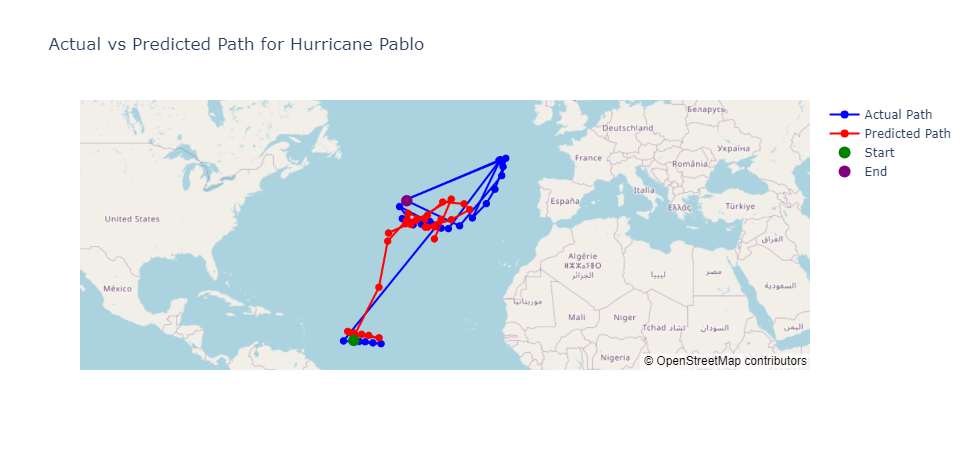 Actual vs Predicted Path for Hurricane Pablo
Actual Path
Predicted Path
Start
End
Беларусь
Deutschland
Україна
France
România
Italia
España
Ελλάς
Türkiye
United States
العراق
Algérie
ⵍⵣⵣⴰⵢⴻⵔ
الجزائر
ليبيا
مصر
السعودية
México
موريتانيا
Mali
Niger
Tchad تشاد
السودان
اليمن
Nigeria
© OpenStreetMap contributors